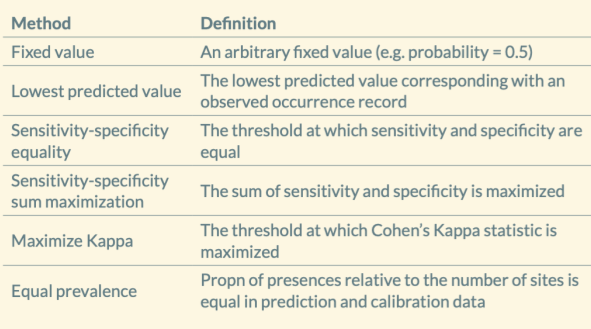 Method Definition
Fixed value An arbitrary fixed value (e.g. probability = 0.5)
Lowest predicted value The lowest predicted value corresponding with an
observed occurrence record
Sensitivity-specificity The threshold at which sensitivity and specificity are
equality equal
Sensitivity-specificity
sum maximization The sum of sensitivity and specificity is maximized
Maximize Kappa The threshold at which Cohen's Kappa statistic is
maximized
Equal prevalence Propn of presences relative to the number of sites is
equal in prediction and calibration data